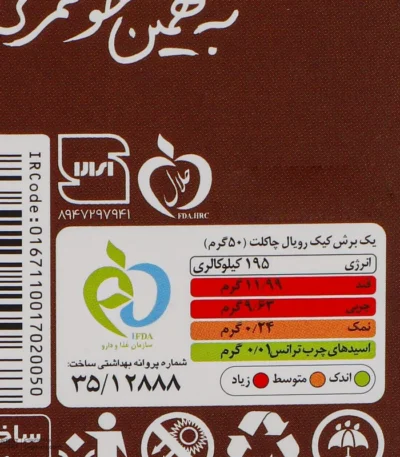 به همین خوشمزگی
ایران
۸۹۴۷۲۹۷۹۴۱
حلال
FDA.IIRC
IRCode:0167110017020050
یک برش کیک رویال چاکلت (۵۰گرم)
انرژی ۱۹۵ کیلوکالری
قند ۱۱.۹۹ گرم
چربی ۹.۶۳ گرم
نمک ۰/۲۴ گرم
اسیدهای چرب ترانس ۰/۰۱ گرم
اندک متوسط زیاد
IFDA
سازمان غذا و دارو
شماره پروانه بهداشتی ساخت:
۳۵/۱۲۸۸۸
ساخ